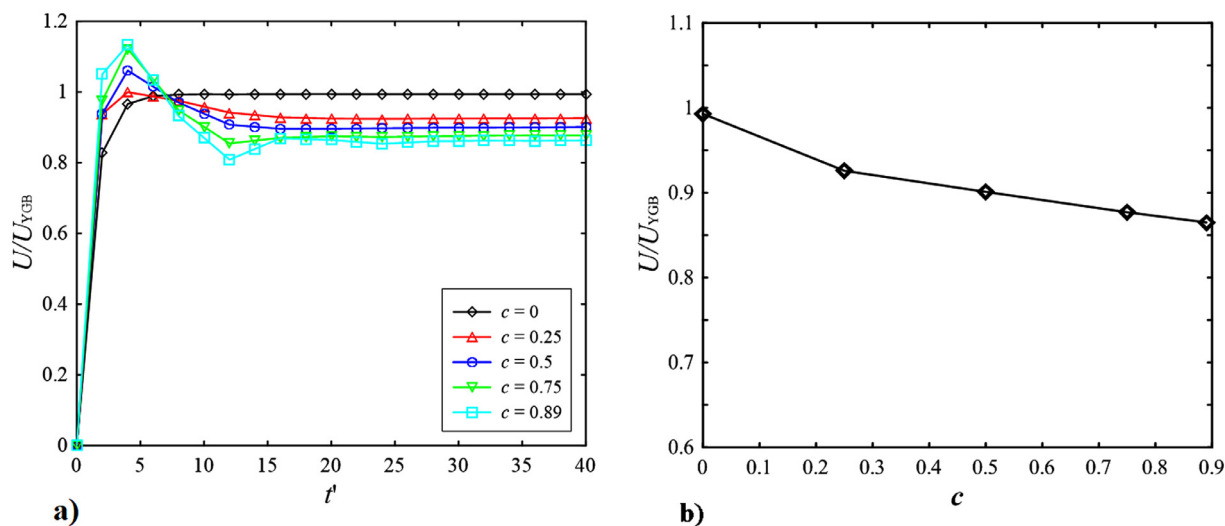 U/U_YGB
1.2
1
0.8
0.6
0.4
0.2
0
0 5 10 15 20 25 30 35 40
t'
c = 0
c = 0.25
c = 0.5
c = 0.75
c = 0.89
a)
U/U_YGB
1.1
1
0.9
0.8
0.7
0.6
0 0.1 0.2 0.3 0.4 0.5 0.6 0.7 0.8 0.9
c
b)